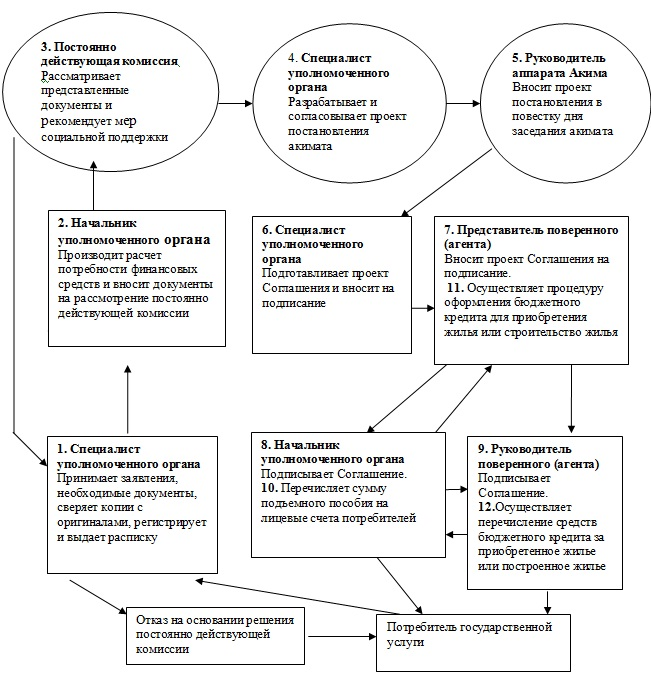 3. Постоянно
действующая комиссия
Рассматривает
представленные
документы и
рекомендует мер
социальной поддержки
4. Специалист
уполномоченного
органа
Разрабатывает и
согласовывает проект
постановления
акимата
5. Руководитель
аппарата Акима
Вносит проект
постановления в
повестку дня
заседания акимата
2. Начальник
уполномоченного органа
Производит расчет
потребности финансовых
средств и вносит документы
на рассмотрение постоянно
действующей комиссии
6. Специалист
уполномоченного
органа
Подготавливает проект
Соглашения и вносит на
подписание
7. Представитель поверенного
(агента)
Вносит проект Соглашения на
подписание.
11. Осуществляет процедуру
оформления бюджетного
кредита для приобретения
жилья или строительство жилья
1. Специалист
уполномоченного органа
Принимает заявления,
необходимые документы,
сверяет копии с
оригиналами, регистрирует
и выдает расписку
8. Начальник
уполномоченного органа
Подписывает Соглашение.
10. Перечисляет сумму
подъемного пособия на
лицевые счета потребителей
9. Руководитель
поверенного (агента)
Подписывает
Соглашение.
12.Осуществляет
перечисление средств
бюджетного кредита за
приобретенное жилье
или построенное жилье
Отказ на основании решения
постоянно действующей
комиссии
Потребитель государственной
услуги